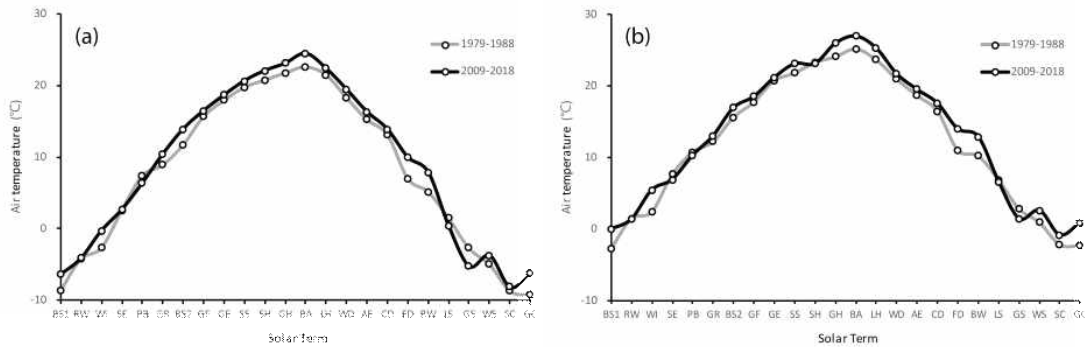 (a)
30
20
10
0
-10
Air temperature (°C)
1979-1988
2009-2018
BS1 RW WI SE PB GR BS2 GF GE SS SH GH BA LH WD AE CD FD BW LS GS WS SC GC
Solar Term
(b)
30
20
10
0
-10
Air temperature (°C)
1979-1988
2009-2018
BS1 RW WI SE PB GR BS2 GF GE SS SH GH BA LH WD AE CD FD BW LS GS WS SC
Solar Term